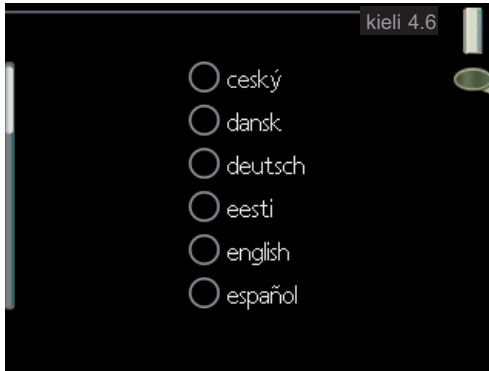 kieli 4.6
ceský
dansk
deutsch
eesti
english
español